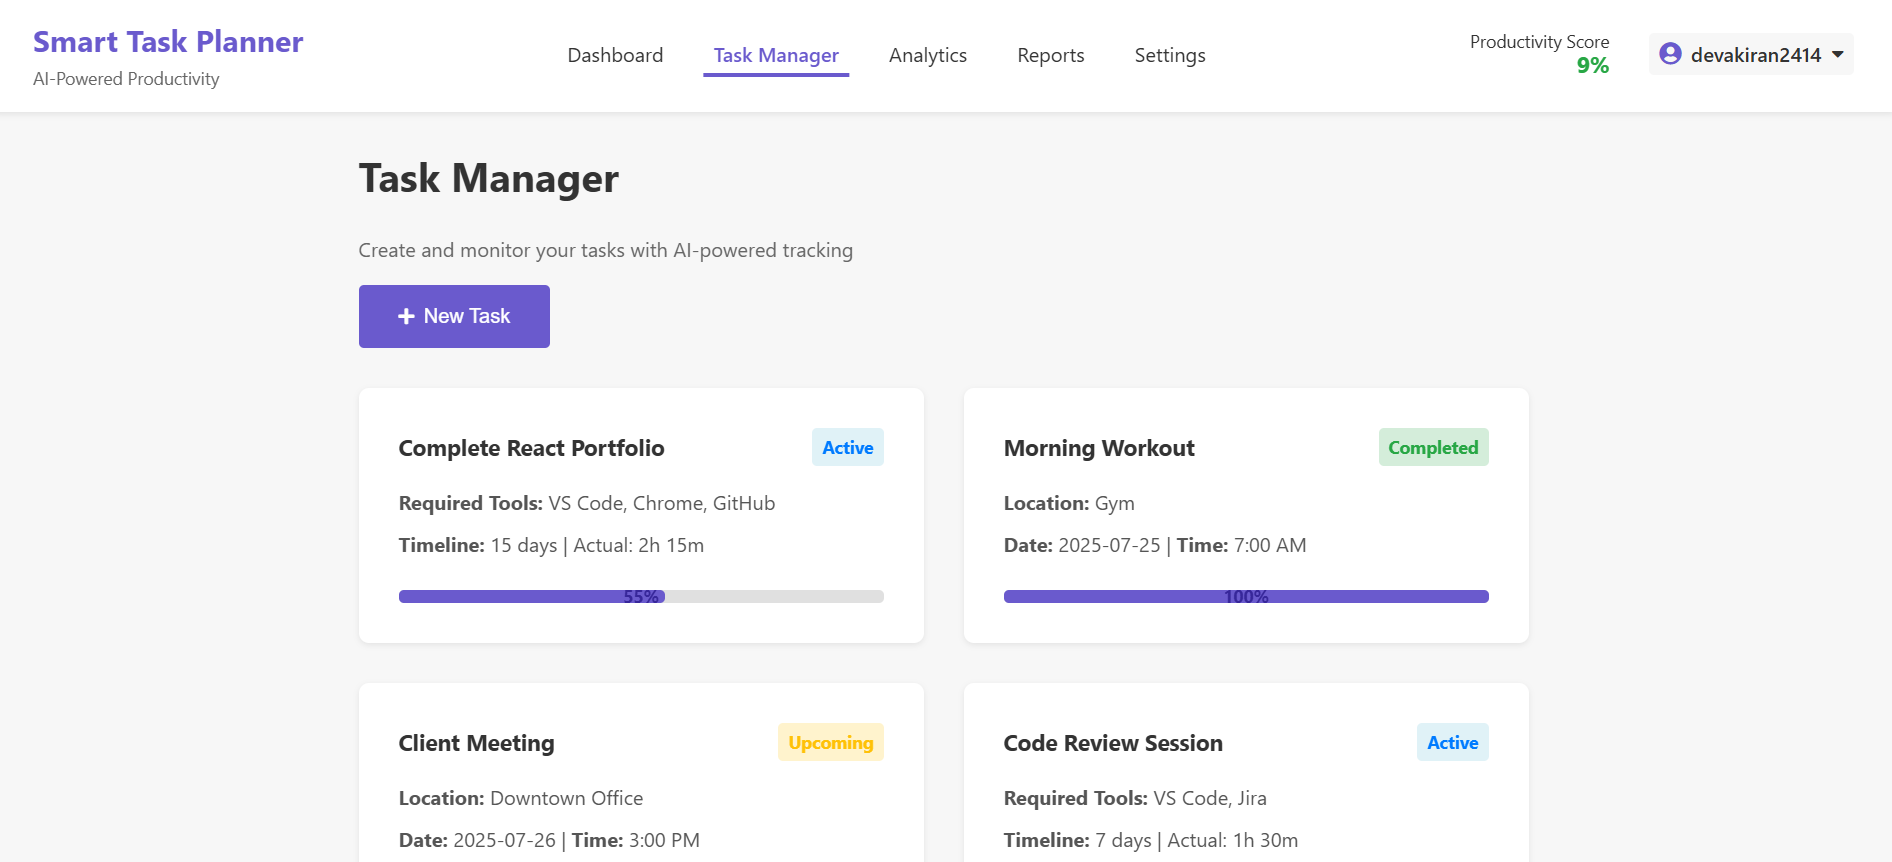 Smart Task Planner
AI-Powered Productivity
Dashboard
Task Manager
Analytics
Reports
Settings
Productivity Score
9%
devakiran2414
Task Manager
Create and monitor your tasks with AI-powered tracking
New Task
Complete React Portfolio
Active
Required Tools: VS Code, Chrome, GitHub
Timeline: 15 days | Actual: 2h 15m
55%
Morning Workout
Completed
Location: Gym
Date: 2025-07-25 | Time: 7:00 AM
100%
Client Meeting
Upcoming
Location: Downtown Office
Date: 2025-07-26 | Time: 3:00 PM
Code Review Session
Active
Required Tools: VS Code, Jira
Timeline: 7 days | Actual: 1h 30m